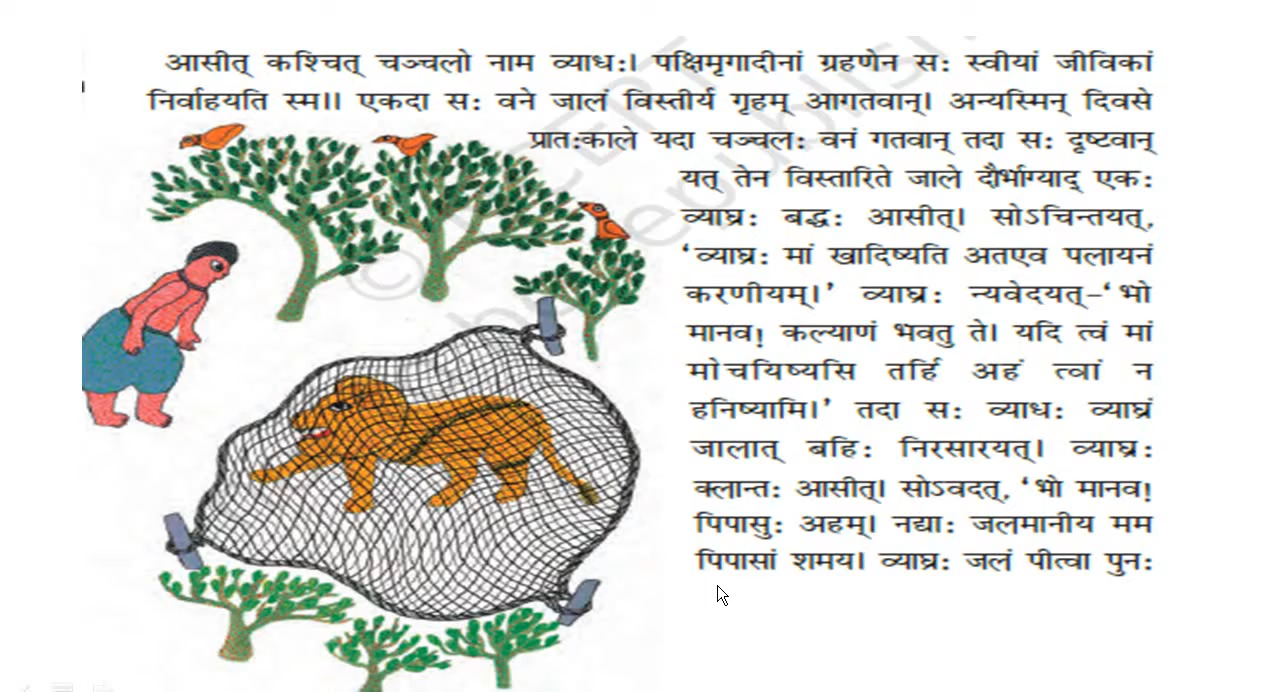 आसीत् कश्चित् चञ्चलो नाम व्याधः। पक्षिमृगादीनां ग्रहणेन सः स्वीयां जीविकां
निर्वाहयति स्म।। एकदा सः वने जालं विस्तीर्य गृहम् आगतवान्। अन्यस्मिन् दिवसे
प्रातःकाले यदा चञ्चलः वनं गतवान् तदा सः दृष्टवान्
यत् तेन विस्तारिते जाले दौर्भाग्याद् एकः
व्याघ्रः बद्धः आसीत्। सोऽचिन्तयत्,
‘व्याघ्रः मां खादिष्यति अतएव पलायनं
करणीयम्।’ व्याघ्रः न्यवेदयत्–‘भो
मानव! कल्याणं भवतु ते। यदि त्वं मां
मोचयिष्यसि तर्हि अहं त्वां न
हनिष्यामि।’ तदा सः व्याधः व्याघ्रं
जालात् बहिः निरसारयत्। व्याघ्रः
क्लान्तः आसीत्। सोऽवदत्, ‘भो मानव!
पिपासुः अहम्। नद्याः जलमानीय मम
पिपासां शमय। व्याघ्रः जलं पीत्वा पुनः